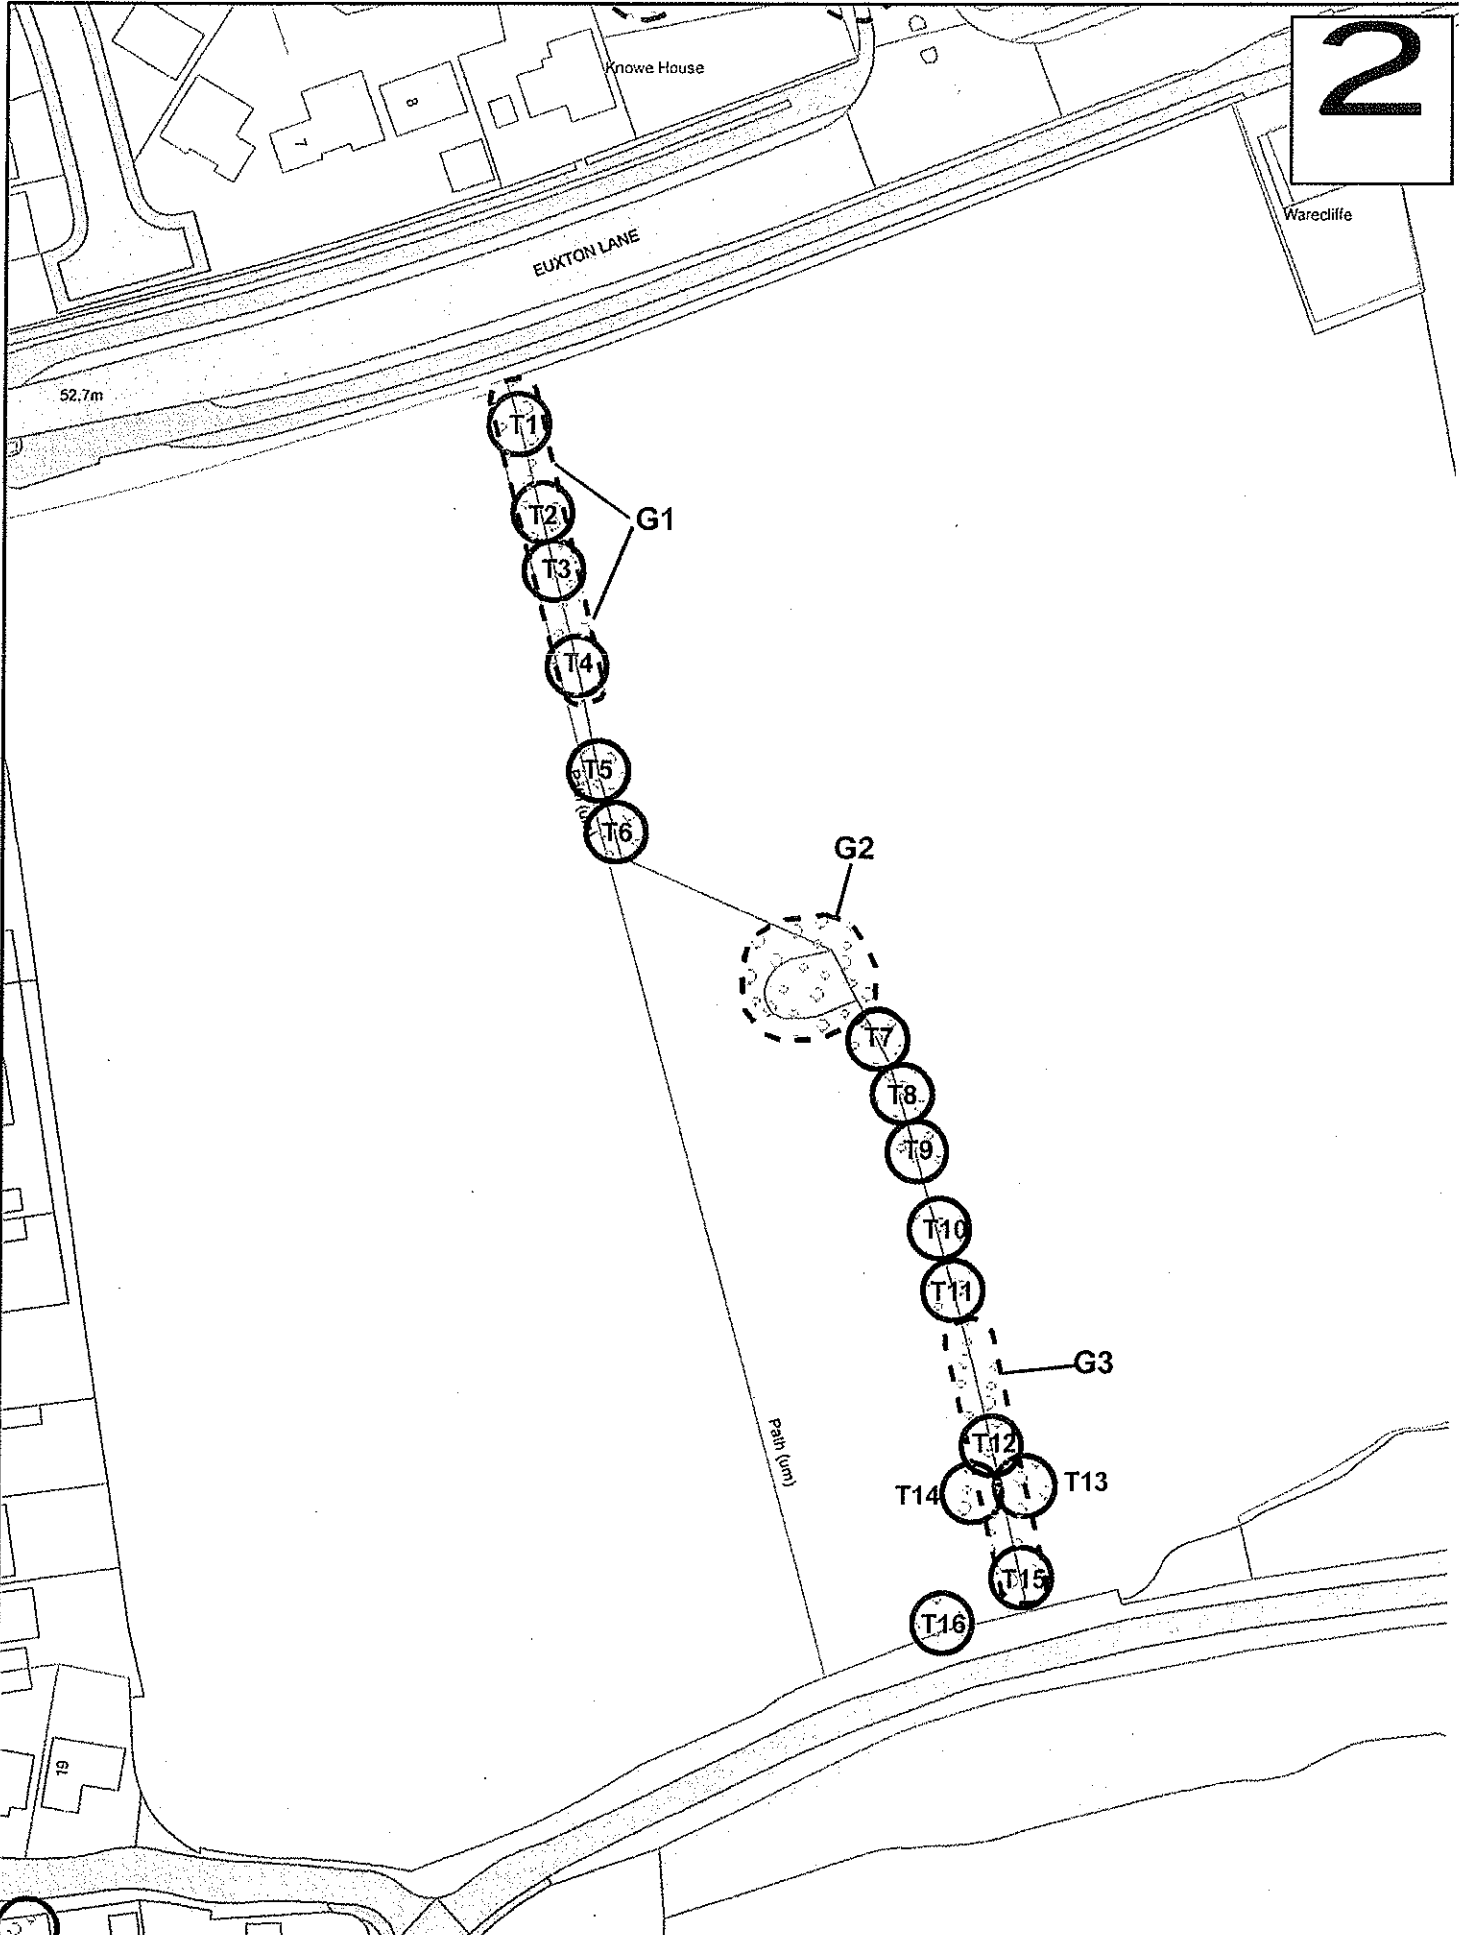 2
Knowe House
8
7
Warecliffe
EUXTON LANE
52.7m
T1
T2
G1
T3
T4
T5
T6
G2
T7
T8
T9
T10
T11
G3
T12
T14
T13
Path (um)
T15
T16
19